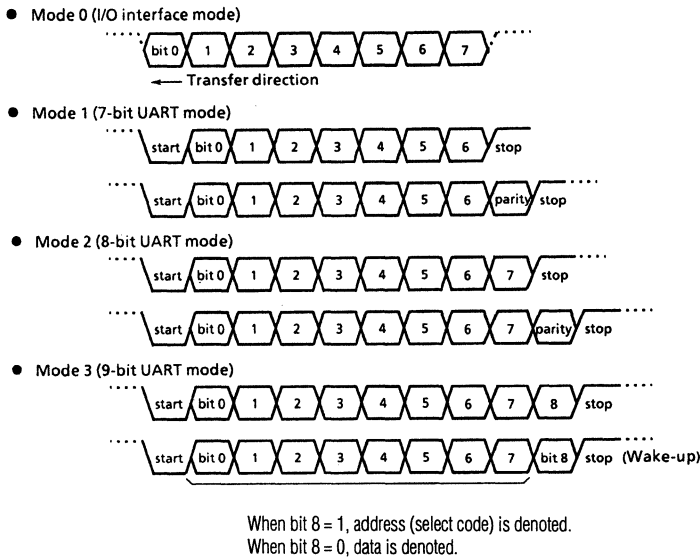 ● Mode 0 (I/O interface mode)
bit 0 1 2 3 4 5 6 7
Transfer direction
● Mode 1 (7-bit UART mode)
start bit 0 1 2 3 4 5 6 stop
start bit 0 1 2 3 4 5 6 parity stop
● Mode 2 (8-bit UART mode)
start bit 0 1 2 3 4 5 6 7 stop
start bit 0 1 2 3 4 5 6 7 parity stop
● Mode 3 (9-bit UART mode)
start bit 0 1 2 3 4 5 6 7 8 stop
start bit 0 1 2 3 4 5 6 7 bit 8 stop (Wake-up)
When bit 8 = 1, address (select code) is denoted.
When bit 8 = 0, data is denoted.